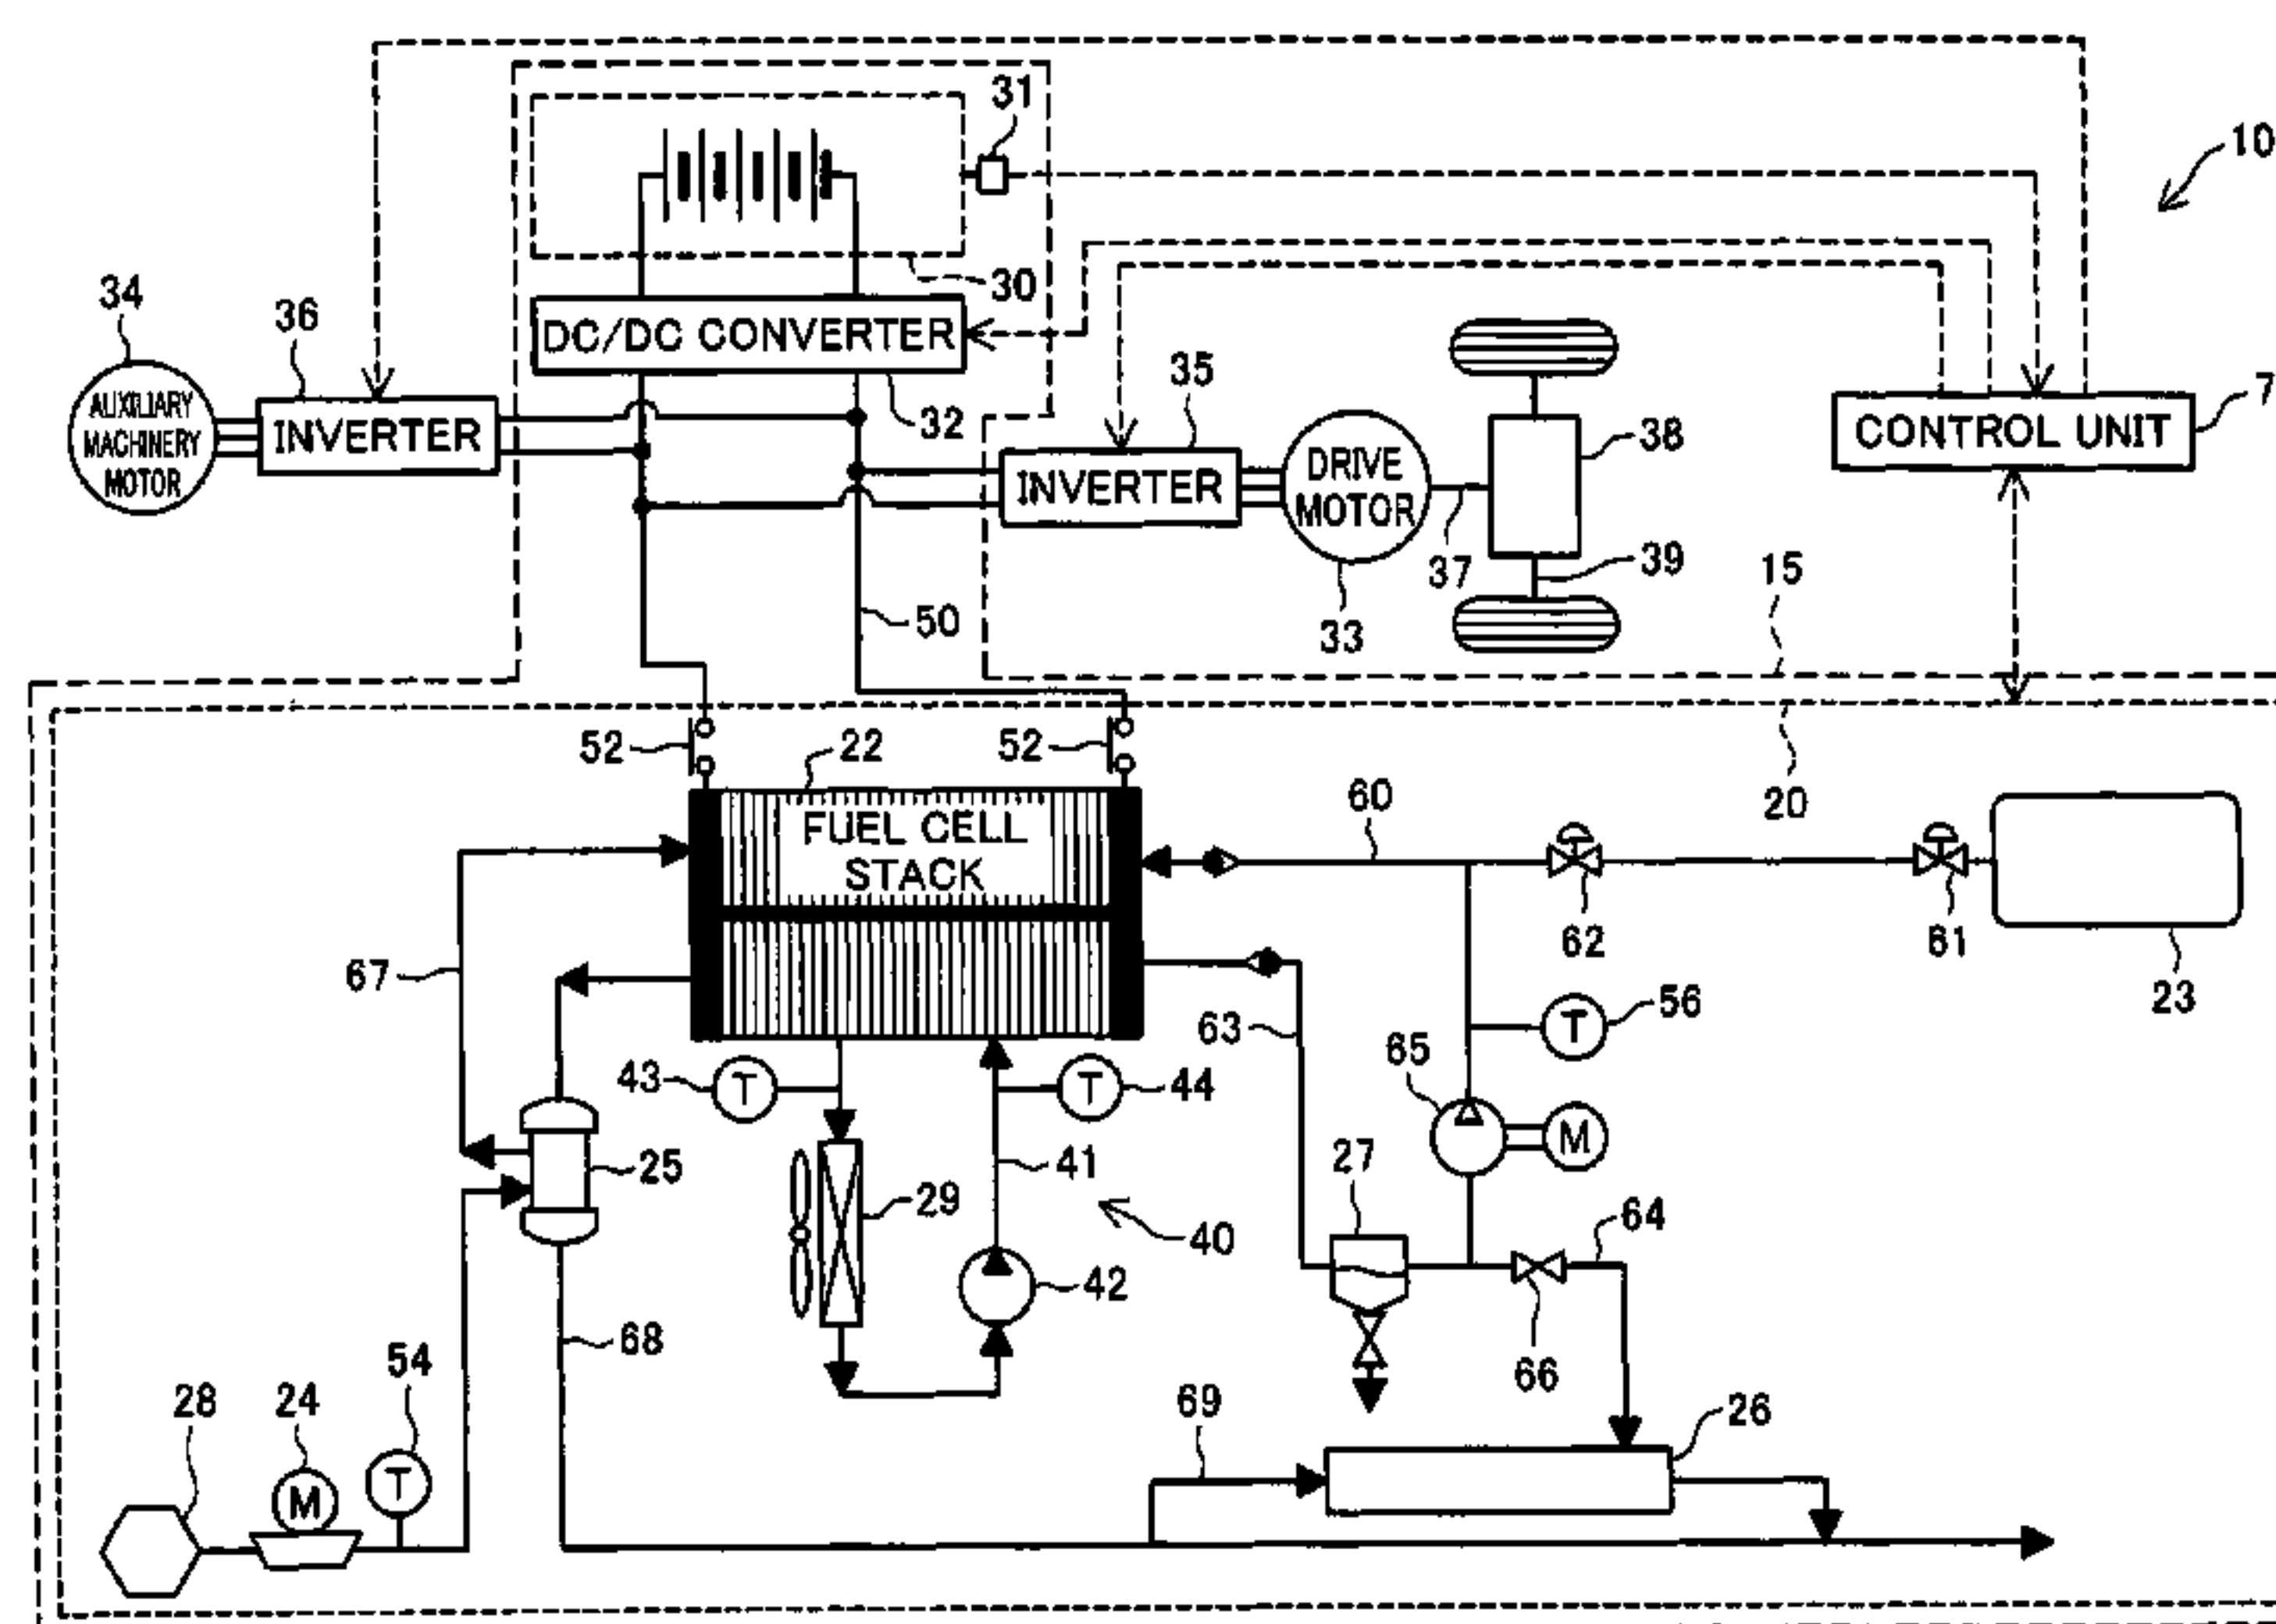 31
10
30
34
36
DC/DC CONVERTER
35
32
AUXILIARY
MACHINERY
MOTOR
INVERTER
38
7
CONTROL UNIT
DRIVE
MOTOR
INVERTER
37
39
15
50
33
52
22
52
60
20
FUEL CELL
STACK
62
61
23
67
63
56
T
65
43
T
T
44
M
25
41
27
29
40
64
42
68
54
66
28
24
69
26
T
M